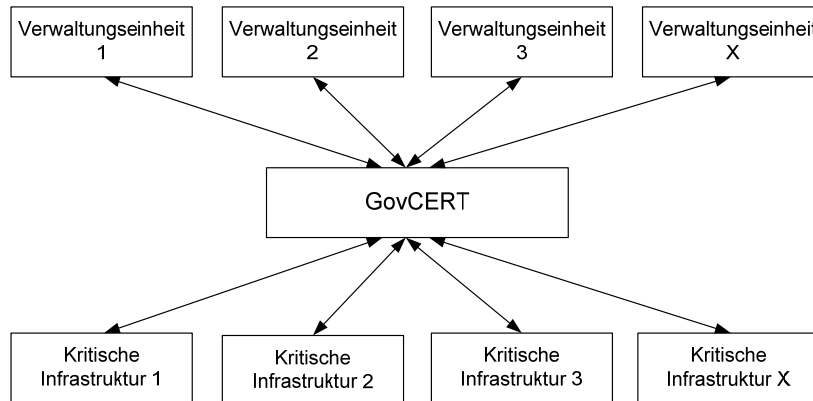 Verwaltungseinheit
1
Verwaltungseinheit
2
Verwaltungseinheit
3
Verwaltungseinheit
X
GovCERT
Kritische
Infrastruktur 1
Kritische
Infrastruktur 2
Kritische
Infrastruktur 3
Kritische
Infrastruktur X